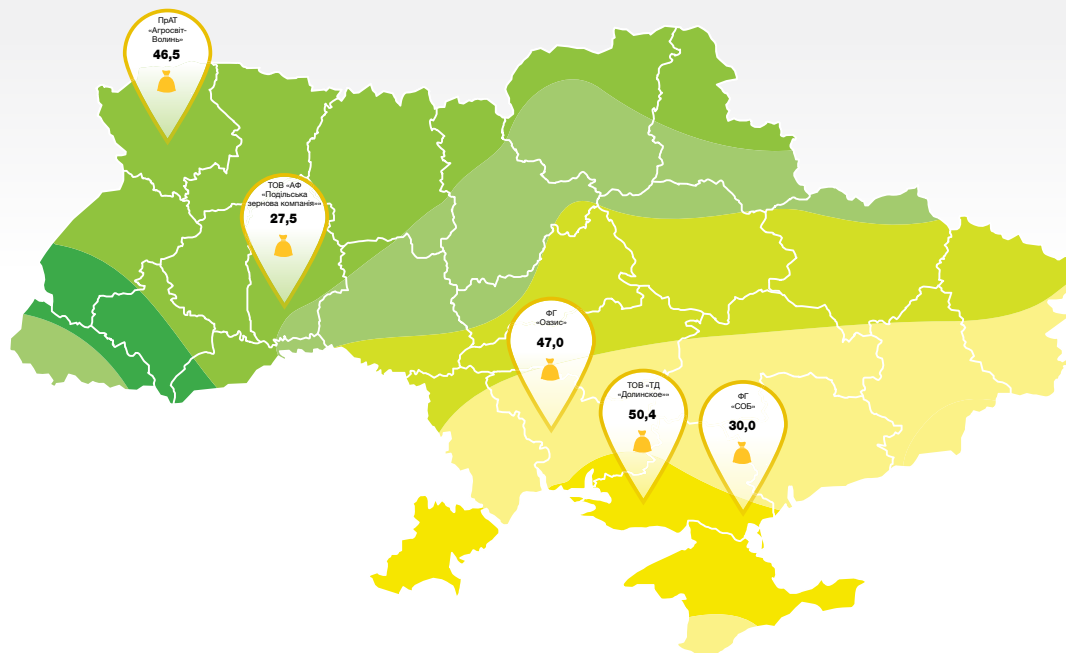 ПрАТ
«Агросвіт-
Волинь»
46,5
ТОВ «АФ
«Подільська
зернова компанія»»
27,5
ФГ
«Оазис»
47,0
ТОВ «ТД
«Долинское»»
50,4
ФГ
«СОБ»
30,0